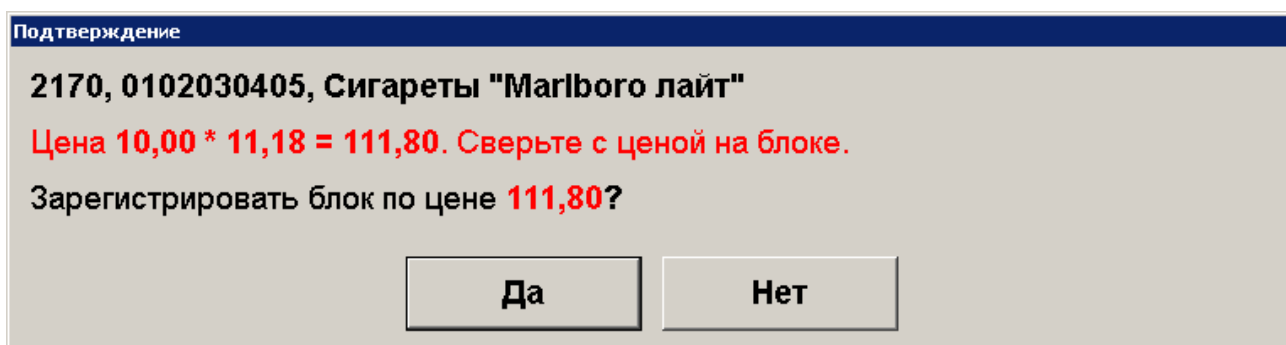 Подтверждение
2170, 0102030405, Сигареты "Marlboro лайт"
Цена 10,00 * 11,18 = 111,80. Сверьте с ценой на блоке.
Зарегистрировать блок по цене 111,80?
Да
Нет